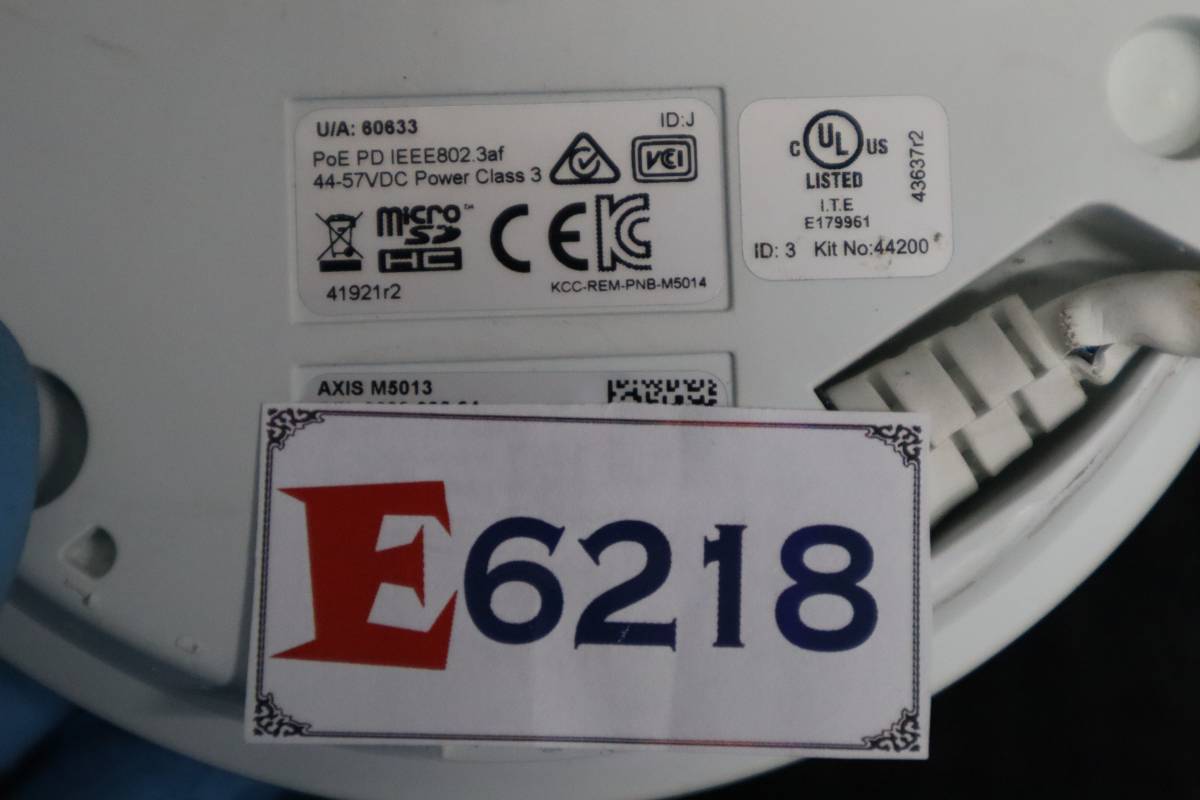 U/A: 60633
ID:J
PoE PD IEEE802.3af
44-57VDC Power Class 3
VCCI
micro SD
HC
CE
41921r2
KCC-REM-PNB-M5014
C UL US
LISTED
I.T.E
E179961
ID: 3 Kit No:44200
43637r2
AXIS M5013
E6218